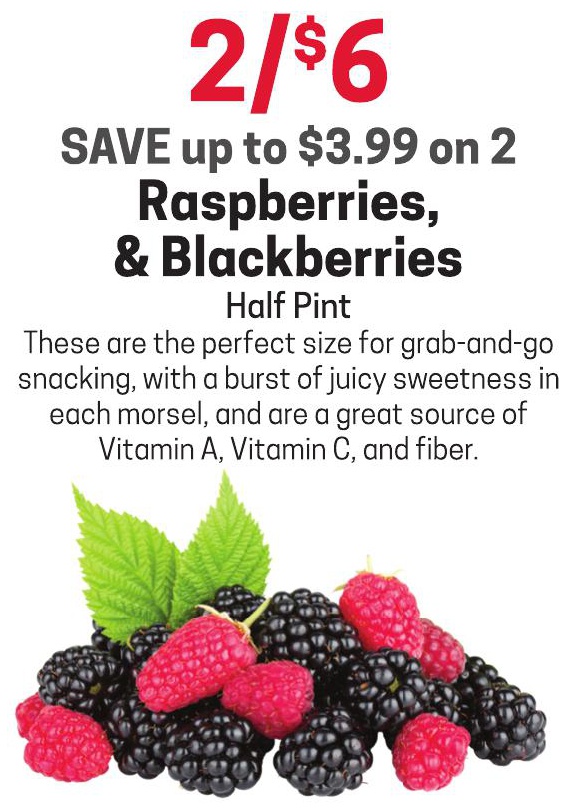 2/$6
SAVE up to $3.99 on 2
Raspberries,
& Blackberries
Half Pint
These are the perfect size for grab-and-go
snacking, with a burst of juicy sweetness in
each morsel, and are a great source of
Vitamin A, Vitamin C, and fiber.